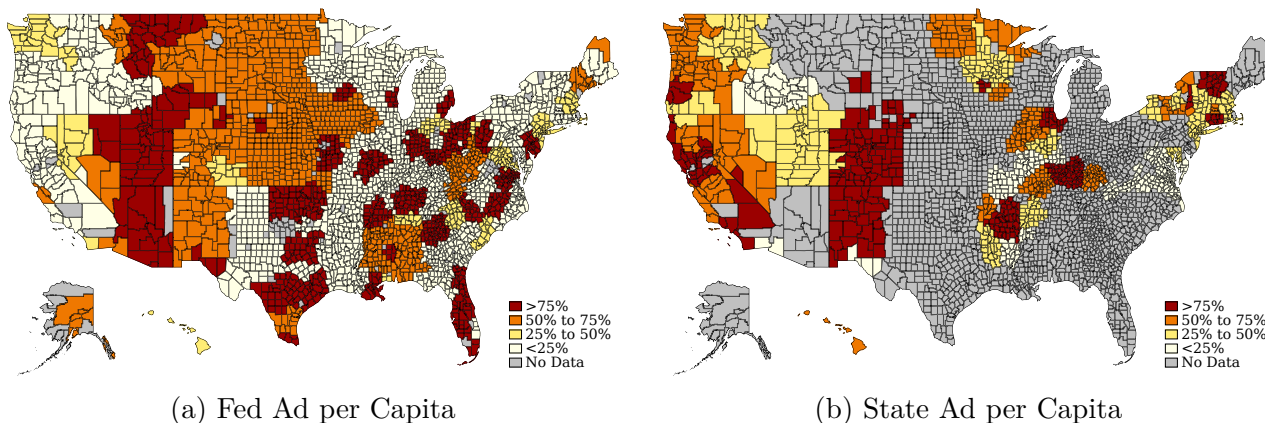 >75%
50% to 75%
25% to 50%
<25%
No Data
(a) Fed Ad per Capita
>75%
50% to 75%
25% to 50%
<25%
No Data
(b) State Ad per Capita